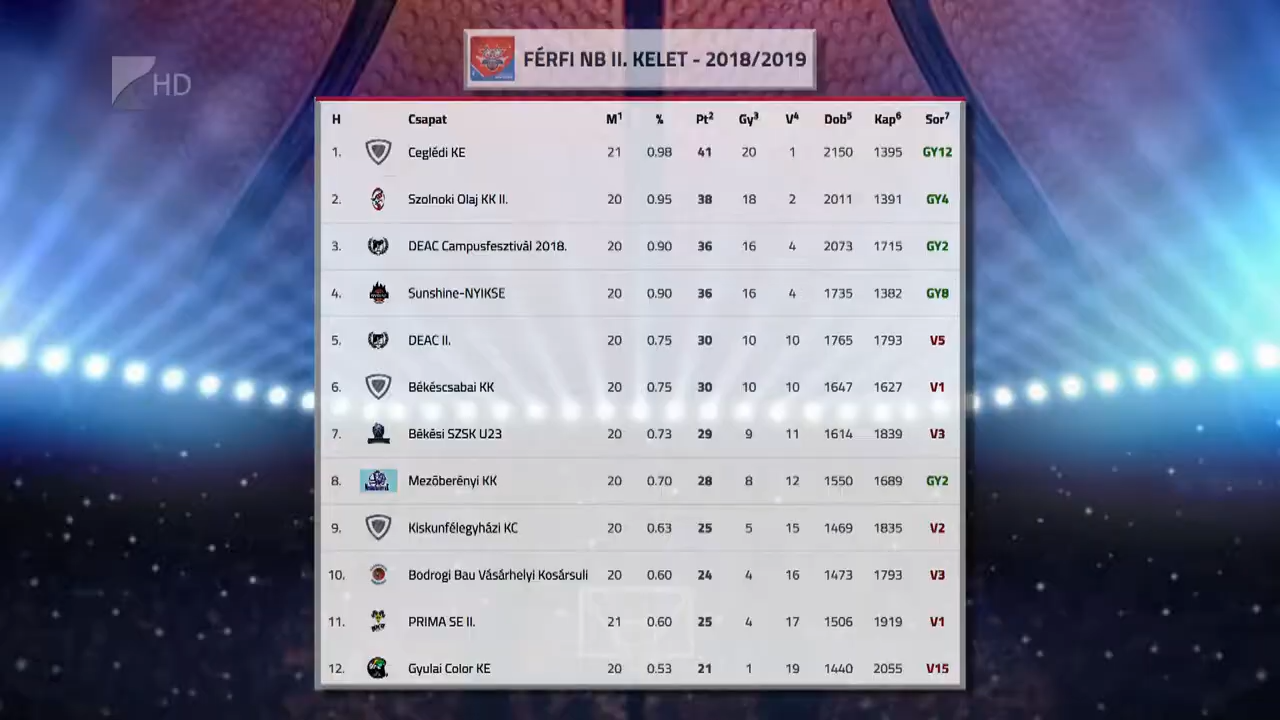 FÉRFI NB II. KELET - 2018/2019
HD
H Csapat M¹ % Pt² Gy³ V⁴ Dob⁵ Kap⁶ Sor⁷
1. Ceglédi KE 21 0.98 41 20 1 2150 1395 GY12
2. Szolnoki Olaj KK II. 20 0.95 38 18 2 2011 1391 GY4
3. DEAC Campusfesztivál 2018. 20 0.90 36 16 4 2073 1715 GY2
4. Sunshine-NYIKSE 20 0.90 36 16 4 1735 1382 GY8
5. DEAC II. 20 0.75 30 10 10 1765 1793 V5
6. Békéscsabai KK 20 0.75 30 10 10 1647 1627 V1
7. Békési SZSK U23 20 0.73 29 9 11 1614 1839 V3
8. Mezőberényi KK 20 0.70 28 8 12 1550 1689 GY2
9. Kiskunfélegyházi KC 20 0.63 25 5 15 1469 1835 V2
10. Bodrogi Bau Vásárhelyi Kosársuli 20 0.60 24 4 16 1473 1793 V3
11. PRIMA SE II. 21 0.60 25 4 17 1506 1919 V1
12. Gyulai Color KE 20 0.53 21 1 19 1440 2055 V15